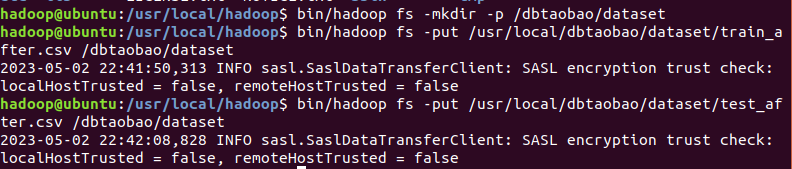 hadoop@ubuntu:/usr/local/hadoop$ bin/hadoop fs -mkdir -p /dbtaobao/dataset
hadoop@ubuntu:/usr/local/hadoop$ bin/hadoop fs -put /usr/local/dbtaobao/dataset/train_a
fter.csv /dbtaobao/dataset
2023-05-02 22:41:50,313 INFO sasl.SaslDataTransferClient: SASL encryption trust check:
localHostTrusted = false, remoteHostTrusted = false
hadoop@ubuntu:/usr/local/hadoop$ bin/hadoop fs -put /usr/local/dbtaobao/dataset/test_af
ter.csv /dbtaobao/dataset
2023-05-02 22:42:08,828 INFO sasl.SaslDataTransferClient: SASL encryption trust check:
localHostTrusted = false, remoteHostTrusted = false